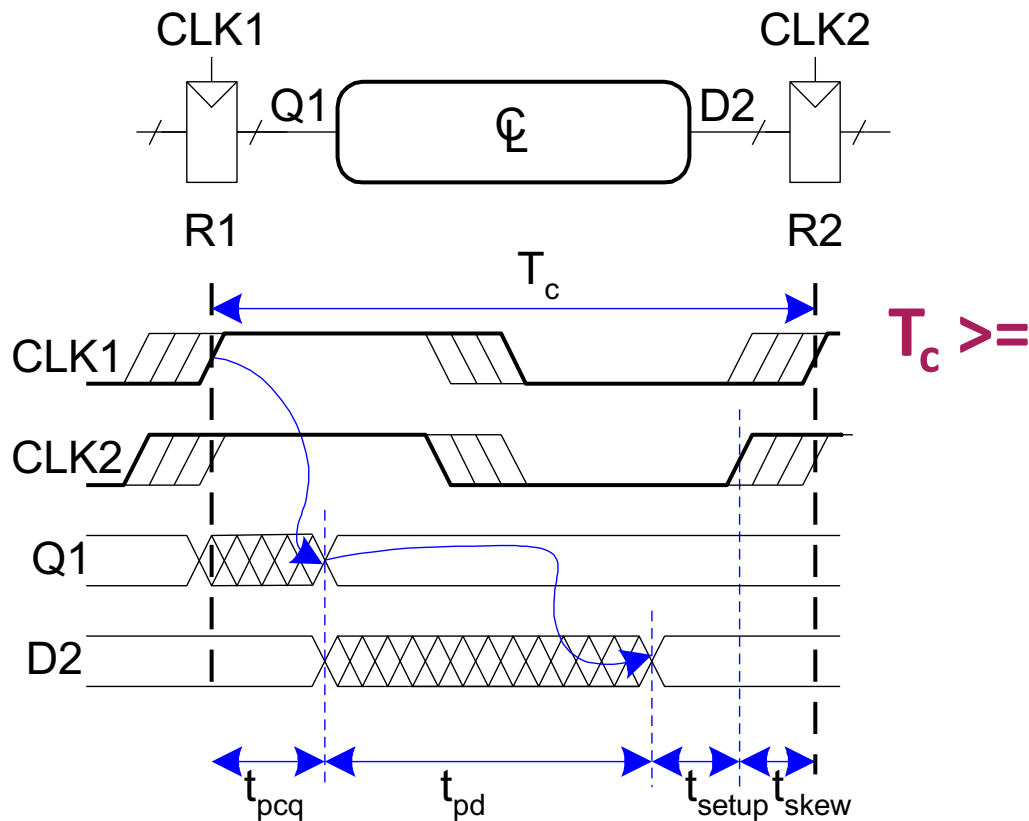 CLK1 CLK2
Q1 CL D2
R1 R2
Tc
CLK1 Tc >=
CLK2
Q1
D2
tpcq tpd tsetup tskew